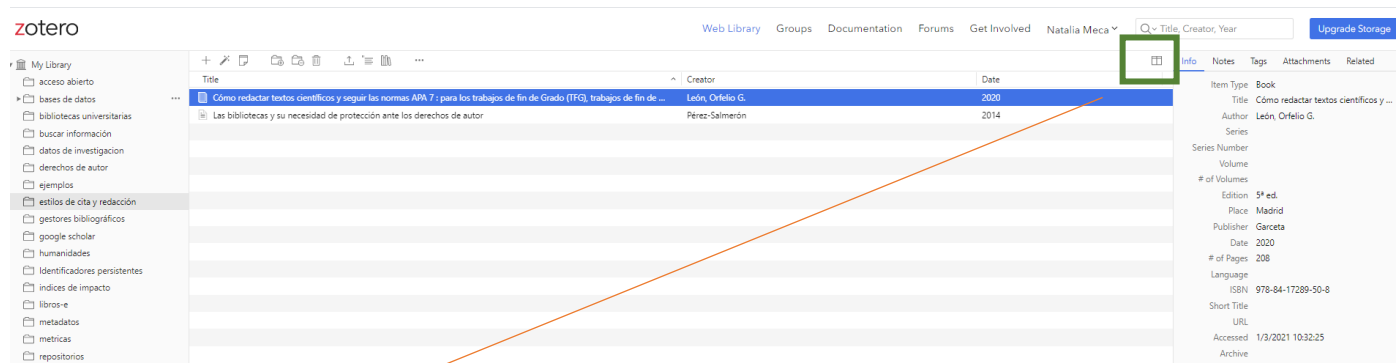 zotero
Web Library Groups Documentation Forums Get Involved Natalia Meca Title, Creator, Year Upgrade Storage
My Library
acceso abierto
bases de datos
bibliotecas universitarias
buscar información
datos de investigacion
derechos de autor
ejemplos
estilos de cita y redacción
gestores bibliográficos
google scholar
humanidades
Identificadores persistentes
indices de impacto
libros-e
metadatos
metricas
repositorios
Title Creator Date
Cómo redactar textos científicos y seguir las normas APA 7 : para los trabajos de fin de Grado (TFG), trabajos de fin de ... León, Orfelio G. 2020
Las bibliotecas y su necesidad de protección ante los derechos de autor Pérez-Salmerón 2014
Info Notes Tags Attachments Related
Item Type Book
Title Cómo redactar textos científicos y ...
Author León, Orfelio G.
Series
Series Number
Volume
# of Volumes
Edition 5ª ed.
Place Madrid
Publisher Garceta
Date 2020
# of Pages 208
Language
ISBN 978-84-17289-50-8
Short Title
URL
Accessed 1/3/2021 10:32:25
Archive